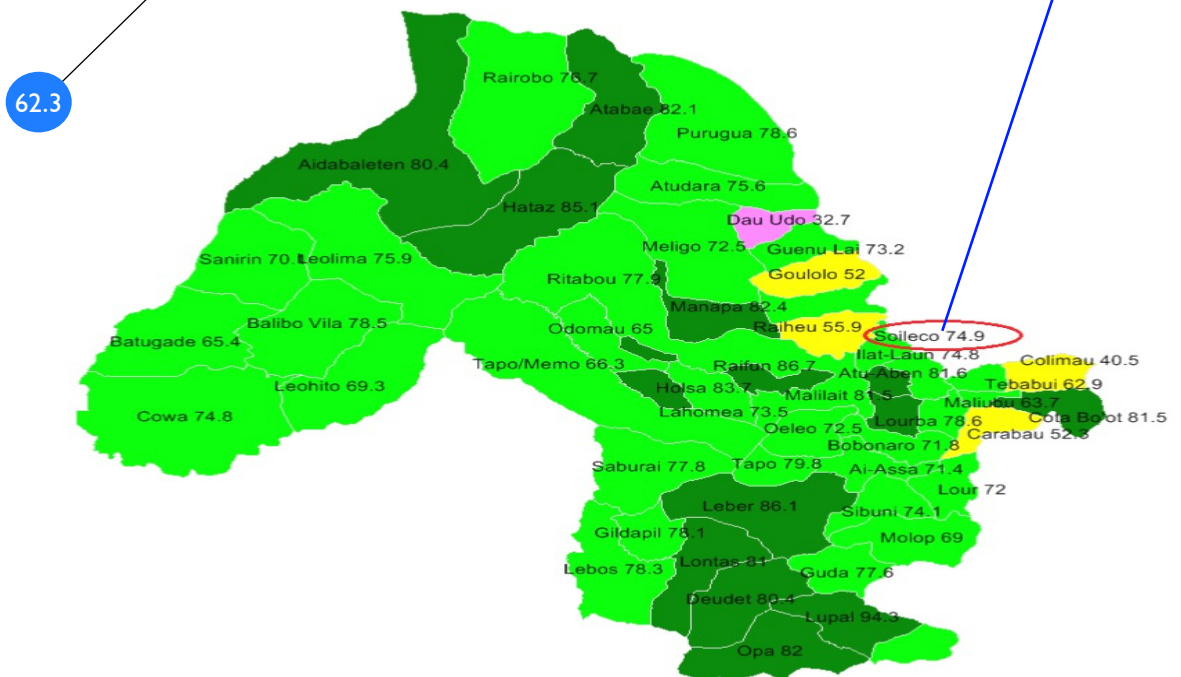 62.3
Rairobo 76.7
Atabae 82.1
Purugua 78.6
Aidabaleten 80.4
Atudara 75.6
Hataz 85.1
Dau Udo 32.7
Meligo 72.5
Guenu Lai 73.2
Leolima 75.9
Goulolo 52
Ritabou 77.9
Manapa 82.4
Balibo Vila 78.5
Odomau 65
Raiheu 55.9
Soileco 74.9
Batugade 65.4
Ilat-Laun 74.8
Colimau 40.5
Tapo/Memo 66.3
Raifun 86.7
Atu-Aben 81.6
Tebabui 62.9
Leohito 69.3
Holsa 83.7
Malilait 81.5
Maliubu 63.7
Cowa 74.8
Lahomea 73.5
Lourba 78.6
Cota Bo'ot 81.5
Oeleo 72.5
Carabau 52.3
Bobonaro 71.8
Saburai 77.8
Tapo 79.8
Ai-Assa 71.4
Lour 72
Leber 86.1
Sibuni 74.1
Gildapil 78.1
Molop 69
Lontas 81
Lebos 78.3
Guda 77.6
Deudet 80.4
Lupal 94.3
Opa 82
Sanirin